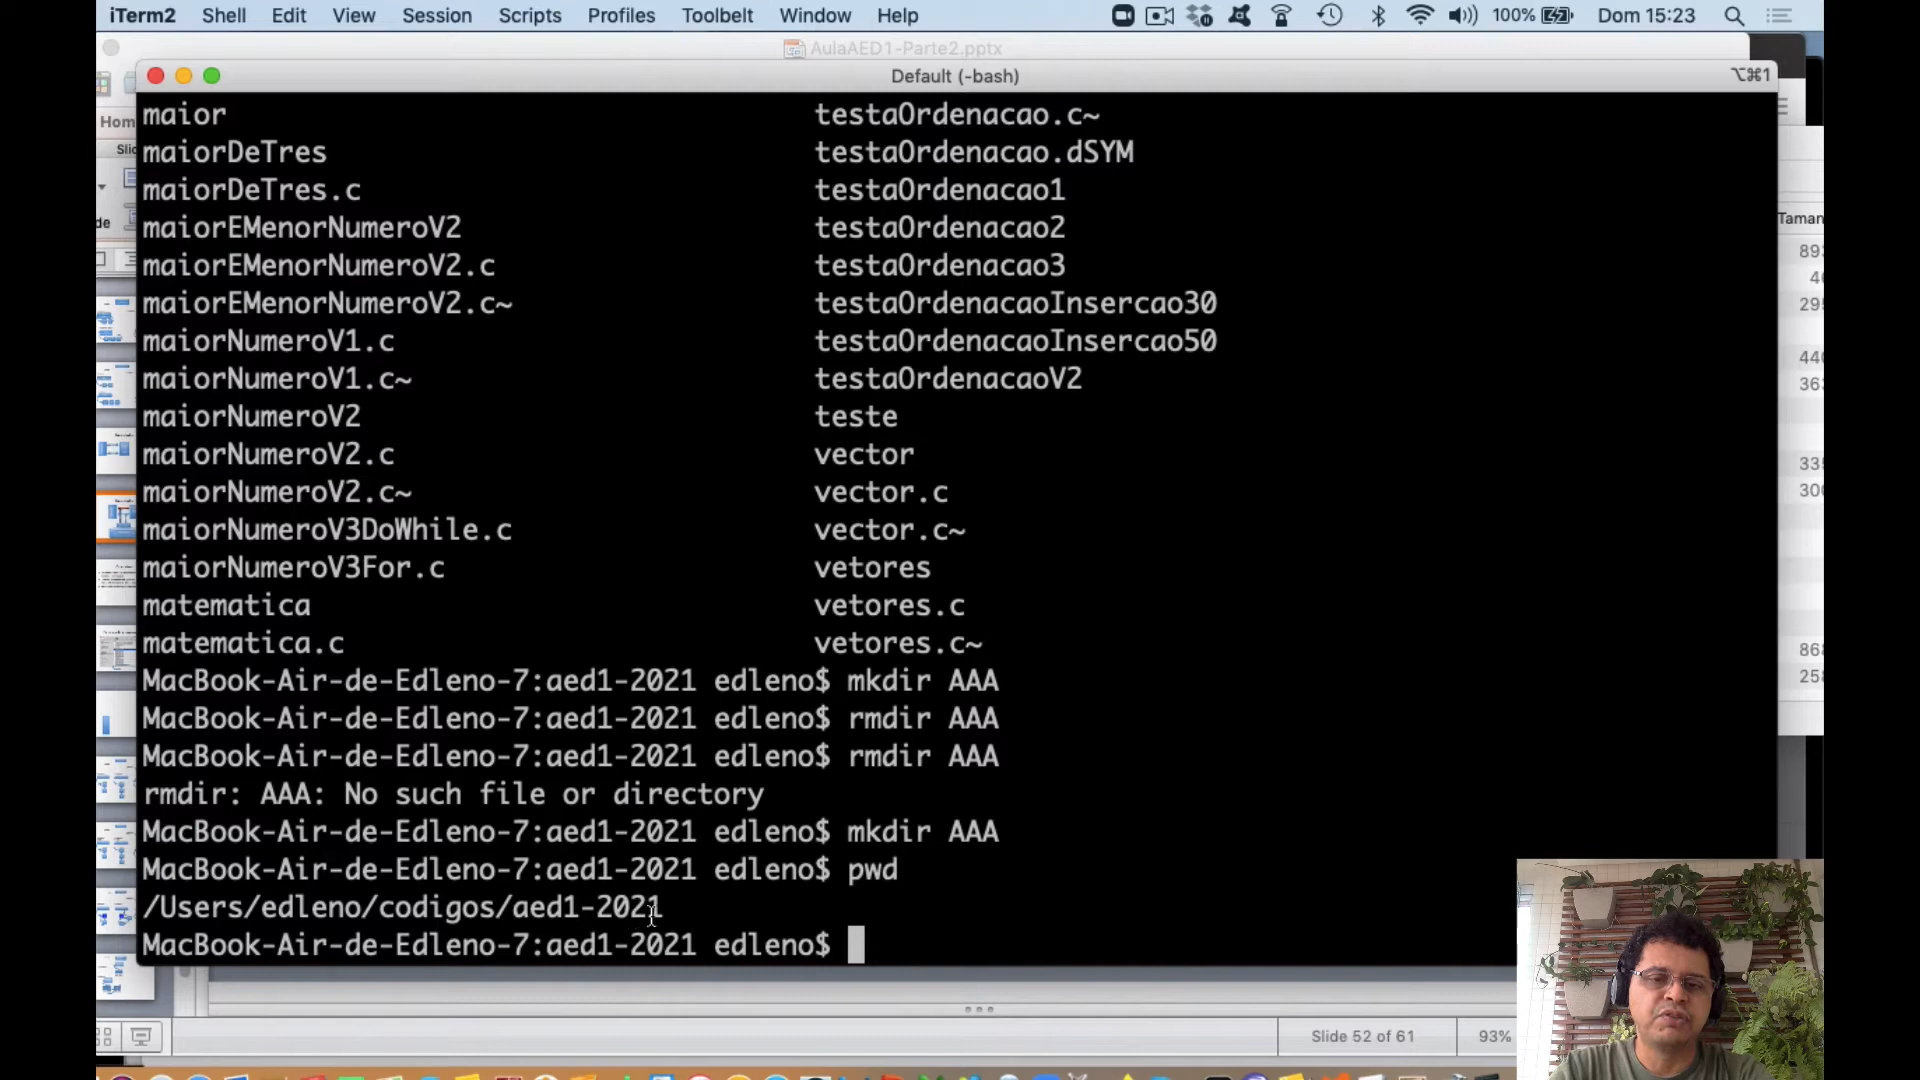 iTerm2 Shell Edit View Session Scripts Profiles Toolbelt Window Help 100% Dom 15:23
AulaAED1-Parte2.pptx
Default (-bash) ⌥⌘1
Hom
Slid
de
Taman
maior testaOrdenacao.c~
maiorDeTres testaOrdenacao.dSYM
maiorDeTres.c testaOrdenacao1
maiorEMenorNumeroV2 testaOrdenacao2
maiorEMenorNumeroV2.c testaOrdenacao3
maiorEMenorNumeroV2.c~ testaOrdenacaoInsercao30
maiorNumeroV1.c testaOrdenacaoInsercao50
maiorNumeroV1.c~ testaOrdenacaoV2
maiorNumeroV2 teste
maiorNumeroV2.c vector
maiorNumeroV2.c~ vector.c
maiorNumeroV3DoWhile.c vector.c~
maiorNumeroV3For.c vetores
matematica vetores.c
matematica.c vetores.c~
MacBook-Air-de-Edleno-7:aed1-2021 edleno$ mkdir AAA
MacBook-Air-de-Edleno-7:aed1-2021 edleno$ rmdir AAA
MacBook-Air-de-Edleno-7:aed1-2021 edleno$ rmdir AAA
rmdir: AAA: No such file or directory
MacBook-Air-de-Edleno-7:aed1-2021 edleno$ mkdir AAA
MacBook-Air-de-Edleno-7:aed1-2021 edleno$ pwd
/Users/edleno/codigos/aed1-2021
MacBook-Air-de-Edleno-7:aed1-2021 edleno$
Slide 52 of 61 93%